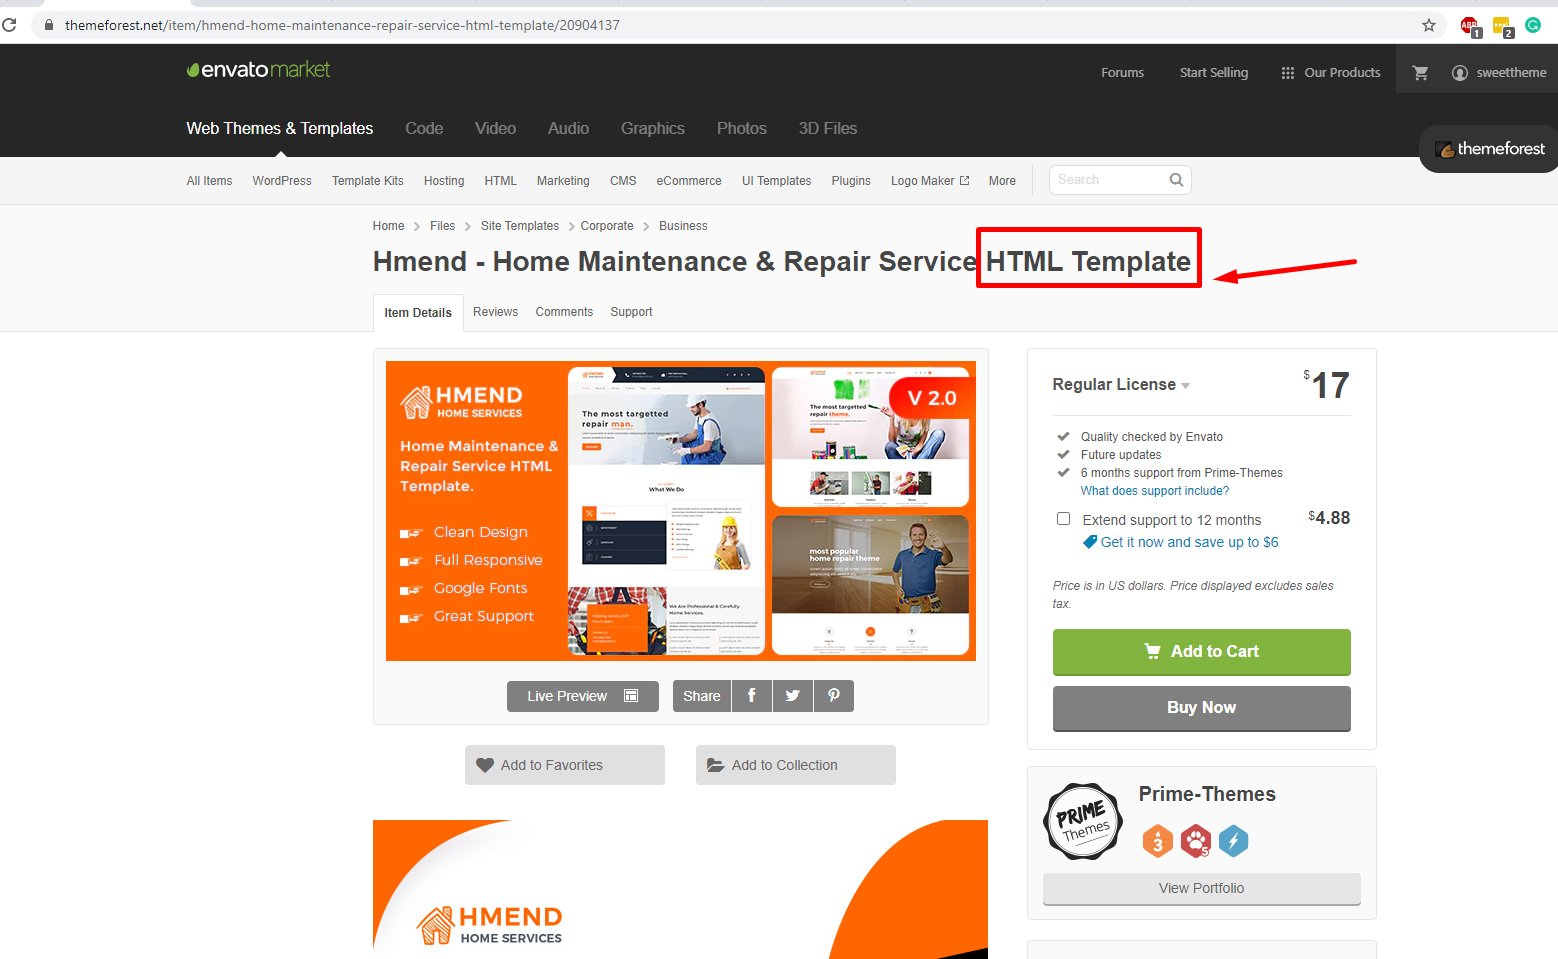 themeforest.net/item/hmend-home-maintenance-repair-service-html-template/20904137
ABP 1 2 G
envato market
Forums Start Selling Our Products sweettheme
Web Themes & Templates Code Video Audio Graphics Photos 3D Files
themeforest
All Items WordPress Template Kits Hosting HTML Marketing CMS eCommerce UI Templates Plugins Logo Maker More Search
Home Files Site Templates Corporate Business
Hmend - Home Maintenance & Repair Service HTML Template
Item Details Reviews Comments Support
HMEND
HOME SERVICES
Home Maintenance &
Repair Service HTML
Template.
Clean Design
Full Responsive
Google Fonts
Great Support
The most targetted
repair man.
What We Do
We Are Professional & Carefully
Home Services,
The most targetted
repair theme.
V 2.0
most popular
home repair theme
Live Preview Share
Add to Favorites Add to Collection
HMEND
HOME SERVICES
Regular License $17
Quality checked by Envato
Future updates
6 months support from Prime-Themes
What does support include?
Extend support to 12 months $4.88
Get it now and save up to $6
Price is in US dollars. Price displayed excludes sales
tax.
Add to Cart
Buy Now
PRIME
Themes
Prime-Themes
3 5
View Portfolio